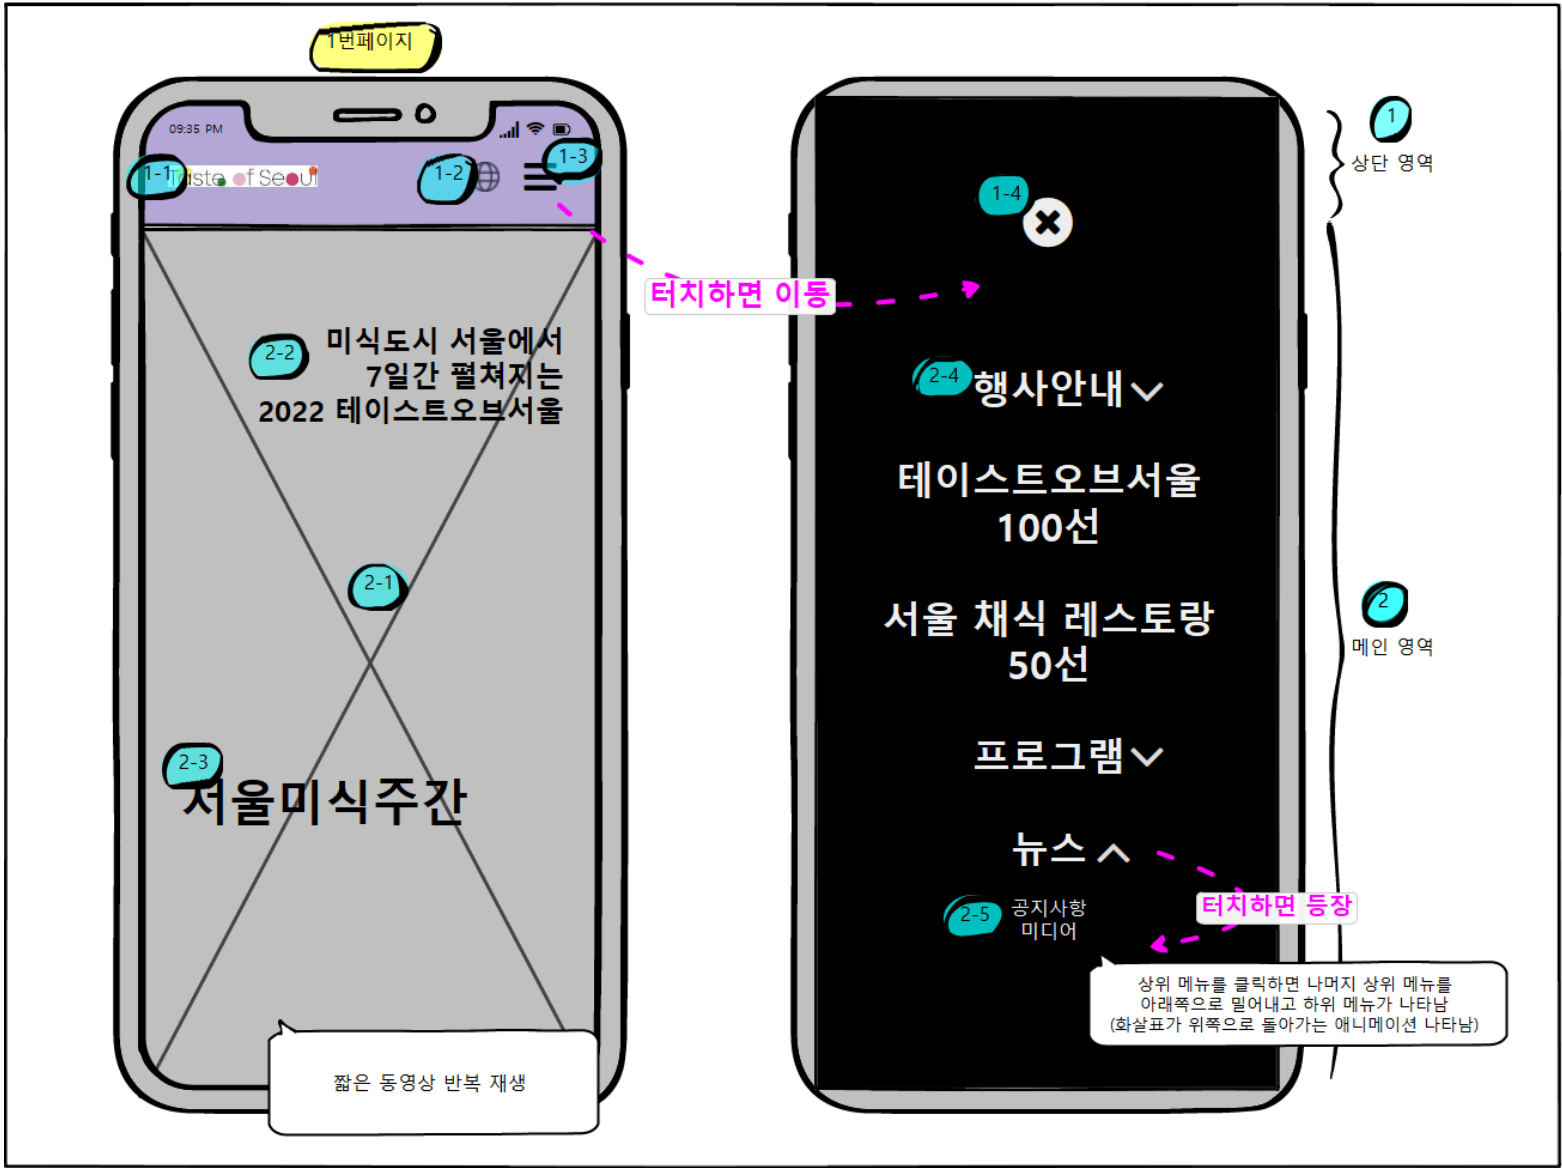 1번페이지
09:35 PM
1-1
Taste of Seoul
1-2
1-3
2-2
미식도시 서울에서
7일간 펼쳐지는
2022 테이스트오브서울
2-1
2-3
서울미식주간
짧은 동영상 반복 재생
터치하면 이동
1-4
2-4
행사안내
테이스트오브서울
100선
서울 채식 레스토랑
50선
프로그램
뉴스
2-5
공지사항
미디어
터치하면 등장
상위 메뉴를 클릭하면 나머지 상위 메뉴를
아래쪽으로 밀어내고 하위 메뉴가 나타남
(화살표가 위쪽으로 돌아가는 애니메이션 나타남)
1
상단 영역
2
메인 영역